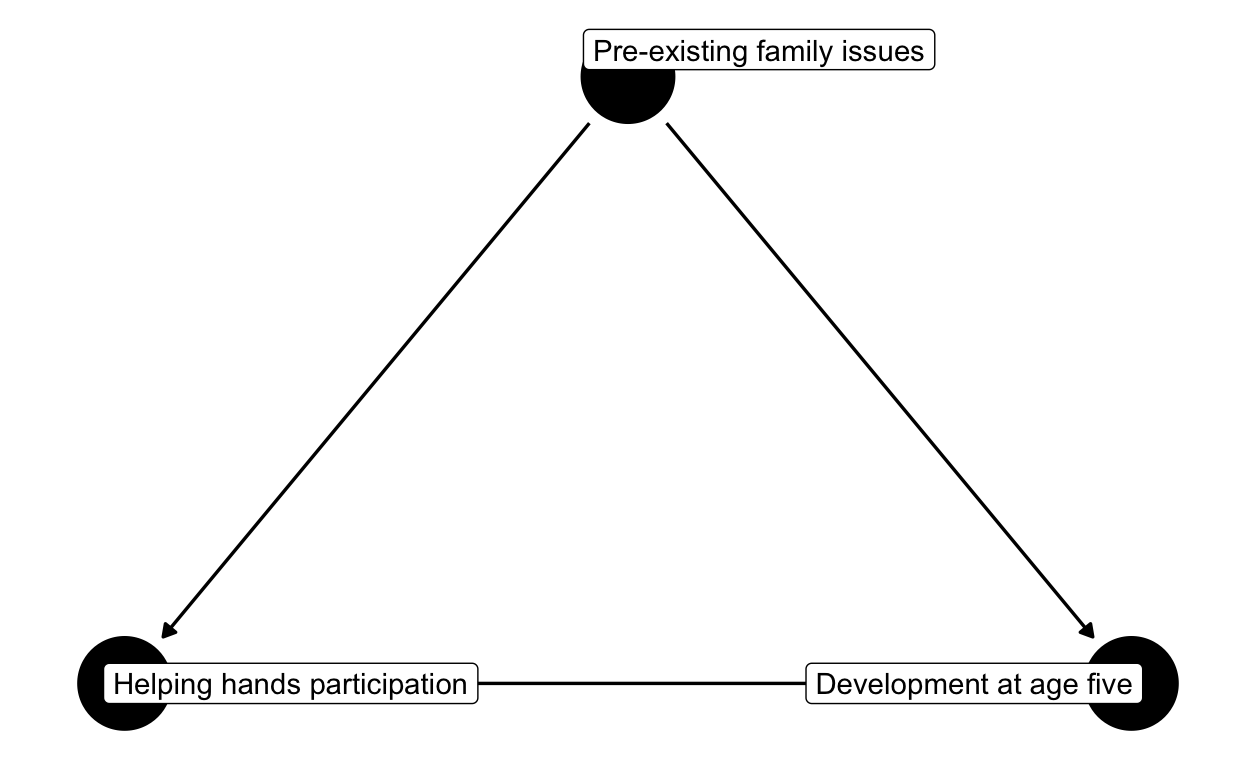 Pre-existing family issues
Helping hands participation
Development at age five